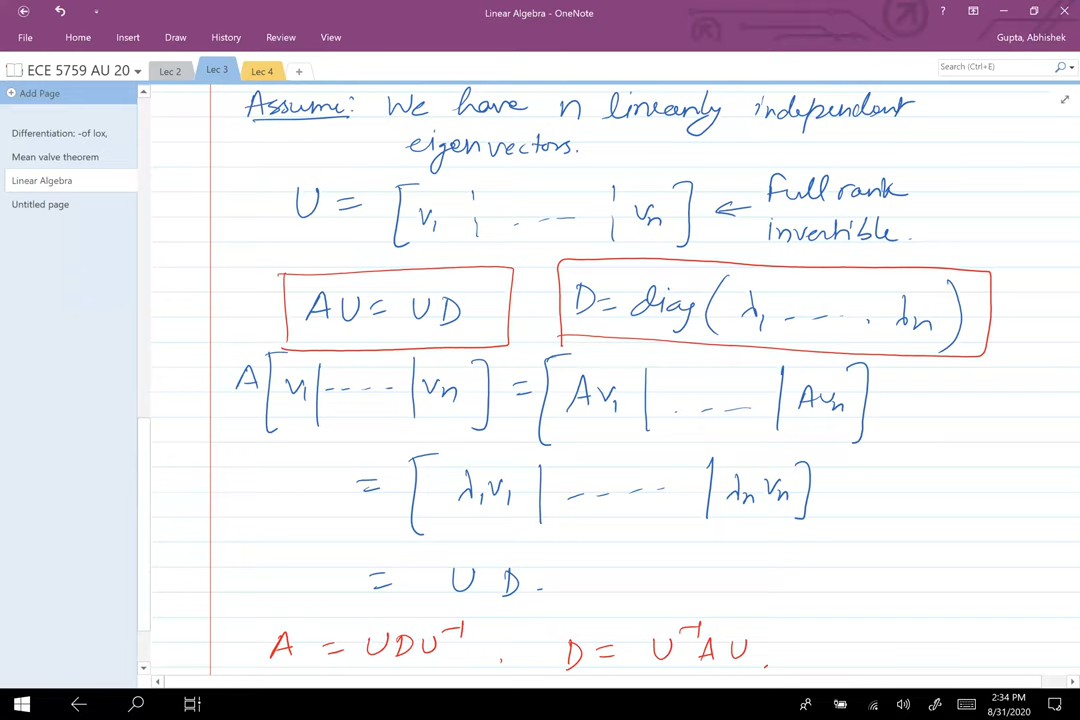 Linear Algebra - OneNote
File Home Insert Draw History Review View Gupta, Abhishek
ECE 5759 AU 20 Lec 2 Lec 3 Lec 4 + Search (Ctrl+E)
Add Page
Differentiation: -of lox,
Mean valve theorem
Linear Algebra
Untitled page
Assume: We have n linearly independent
eigenvectors.
U = [v₁ | ..... | vₙ] ← Full rank
invertible.
AU = UD D = diag(λ₁ ..... λₙ)
A[v₁ | ..... | vₙ] = [Av₁ | ..... | Avₙ]
= [λ₁v₁ | ..... | λₙvₙ]
= U D.
A = UDU⁻¹ , D = U⁻¹AU.
2:34 PM
8/31/2020